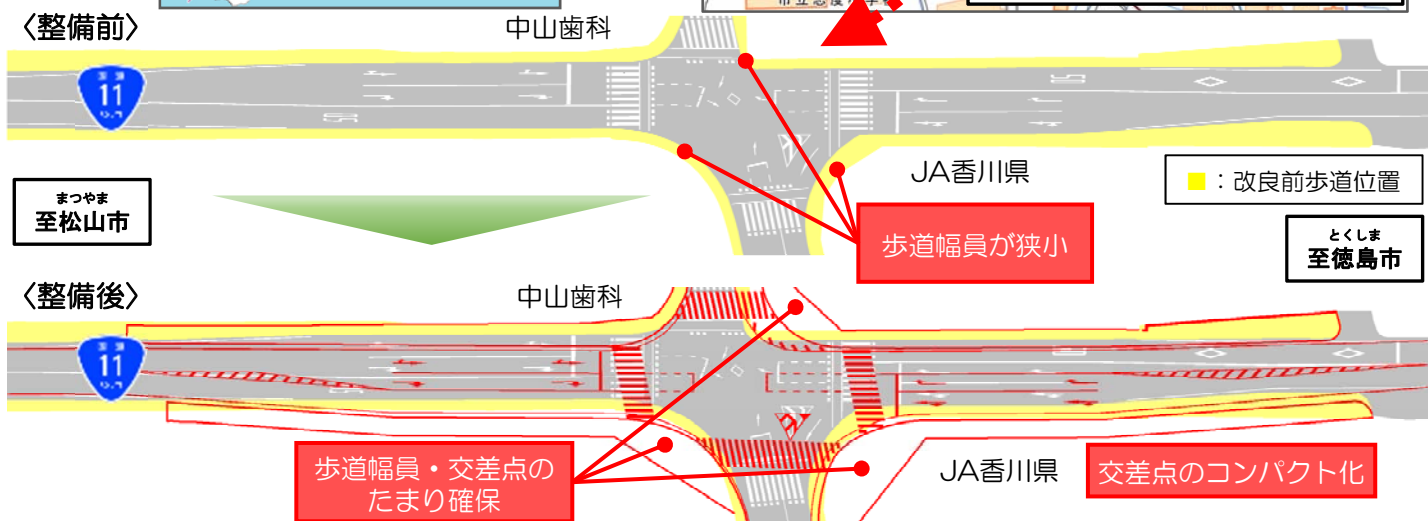 〈整備前〉
中山歯科
11
JA香川県
■：改良前歩道位置
まつやま
至松山市
歩道幅員が狭小
とくしま
至徳島市
〈整備後〉
中山歯科
11
歩道幅員・交差点の
たまり確保
JA香川県
交差点のコンパクト化